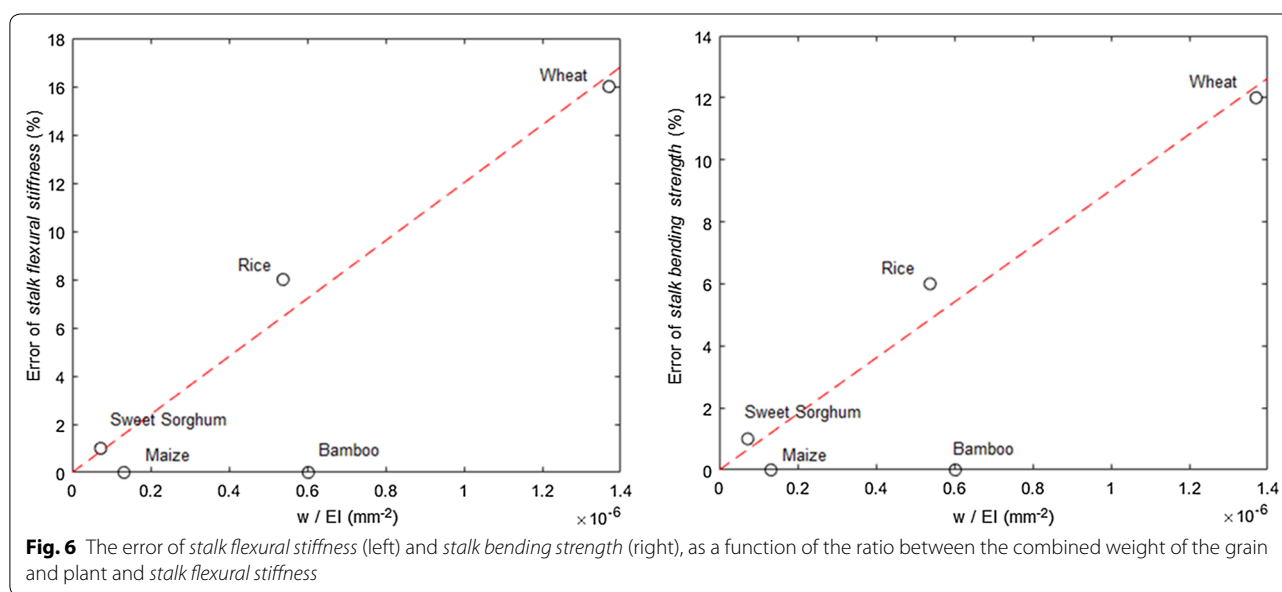 18
16
14
12
10
8
6
4
2
0
Error of stalk flexural stiffness (%)
Wheat
Rice
Sweet Sorghum
Maize
Bamboo
0 0.2 0.4 0.6 0.8 1 1.2 1.4
w / EI (mm-2)
×10-6
14
12
10
8
6
4
2
0
Error of stalk bending strength (%)
Wheat
Rice
Sweet Sorghum
Maize
Bamboo
0 0.2 0.4 0.6 0.8 1 1.2 1.4
w / EI (mm-2)
×10-6
Fig. 6 The error of stalk flexural stiffness (left) and stalk bending strength (right), as a function of the ratio between the combined weight of the grain
and plant and stalk flexural stiffness